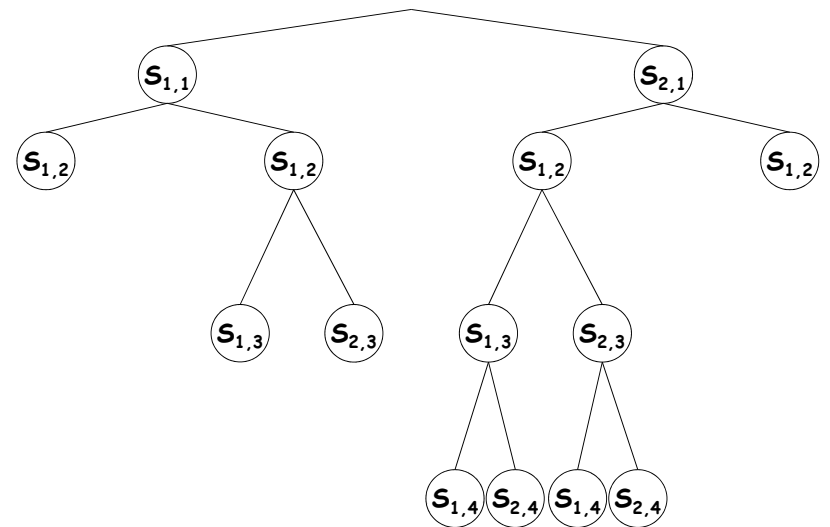 S1,1 S2,1
S1,2 S1,2 S1,2 S1,2
S1,3 S2,3 S1,3 S2,3
S1,4 S2,4 S1,4 S2,4